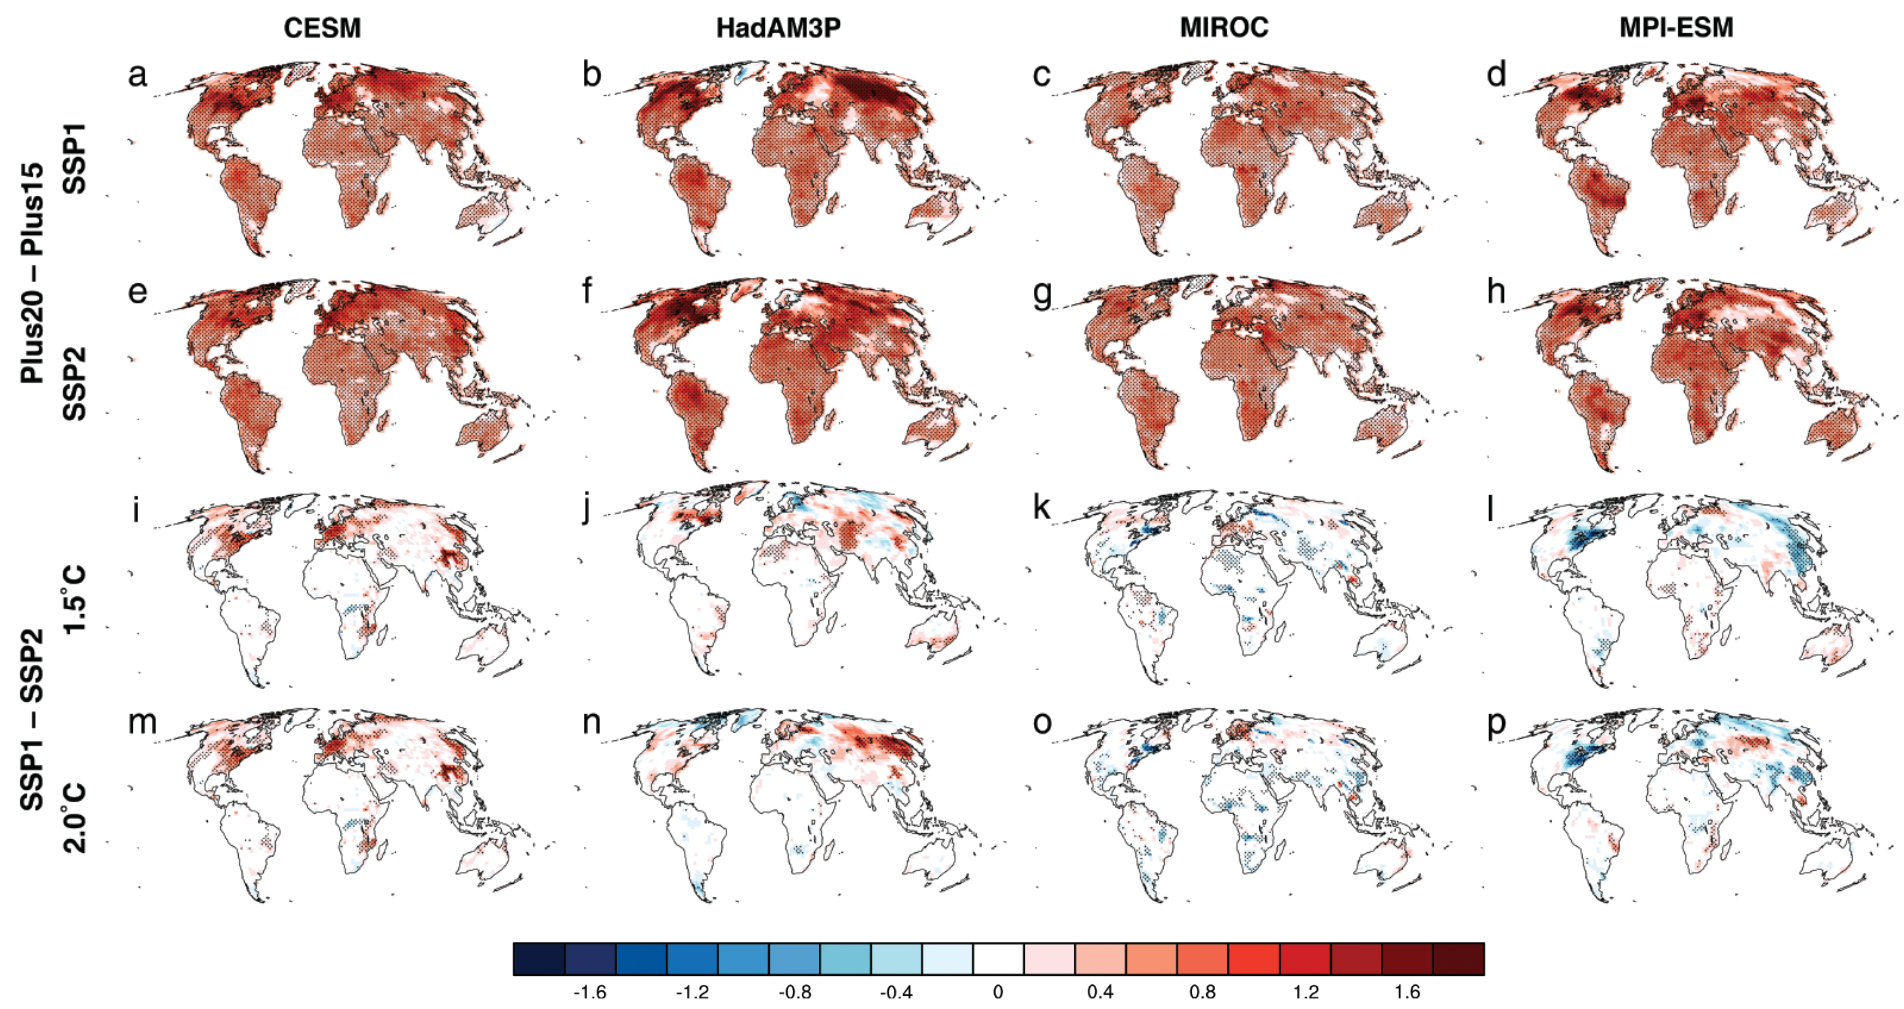 CESM HadAM3P MIROC MPI-ESM
a b c d
Plus20 – Plus15
SSP1
e f g h
SSP2
i j k l
SSP1 – SSP2
1.5˚C
m n o p
2.0˚C
-1.6 -1.2 -0.8 -0.4 0 0.4 0.8 1.2 1.6